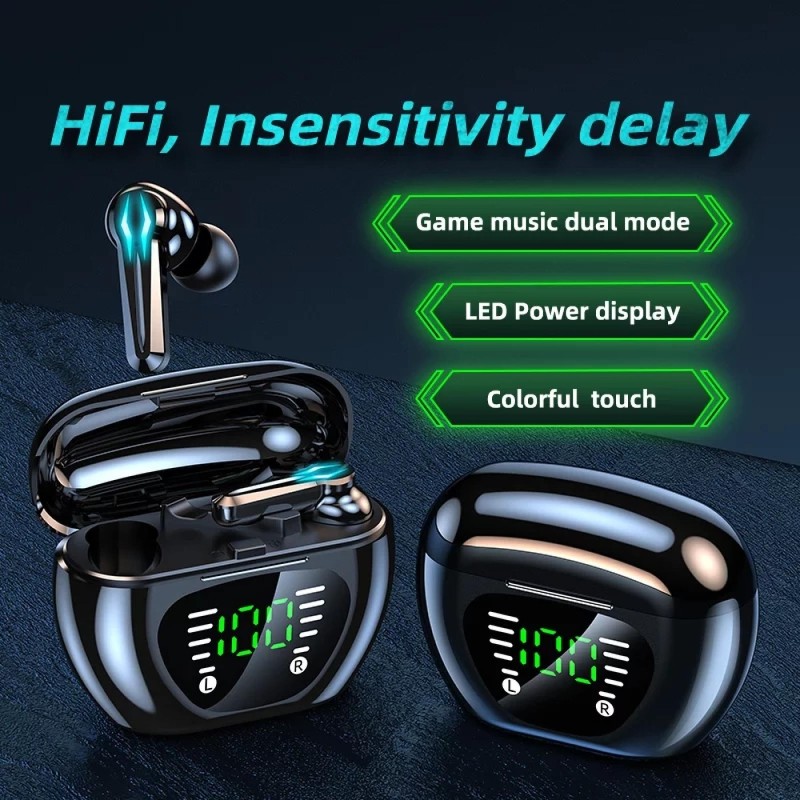 HiFi, Insensitivity delay
Game music dual mode
LED Power display
Colorful touch
100
L
R
100
L
R